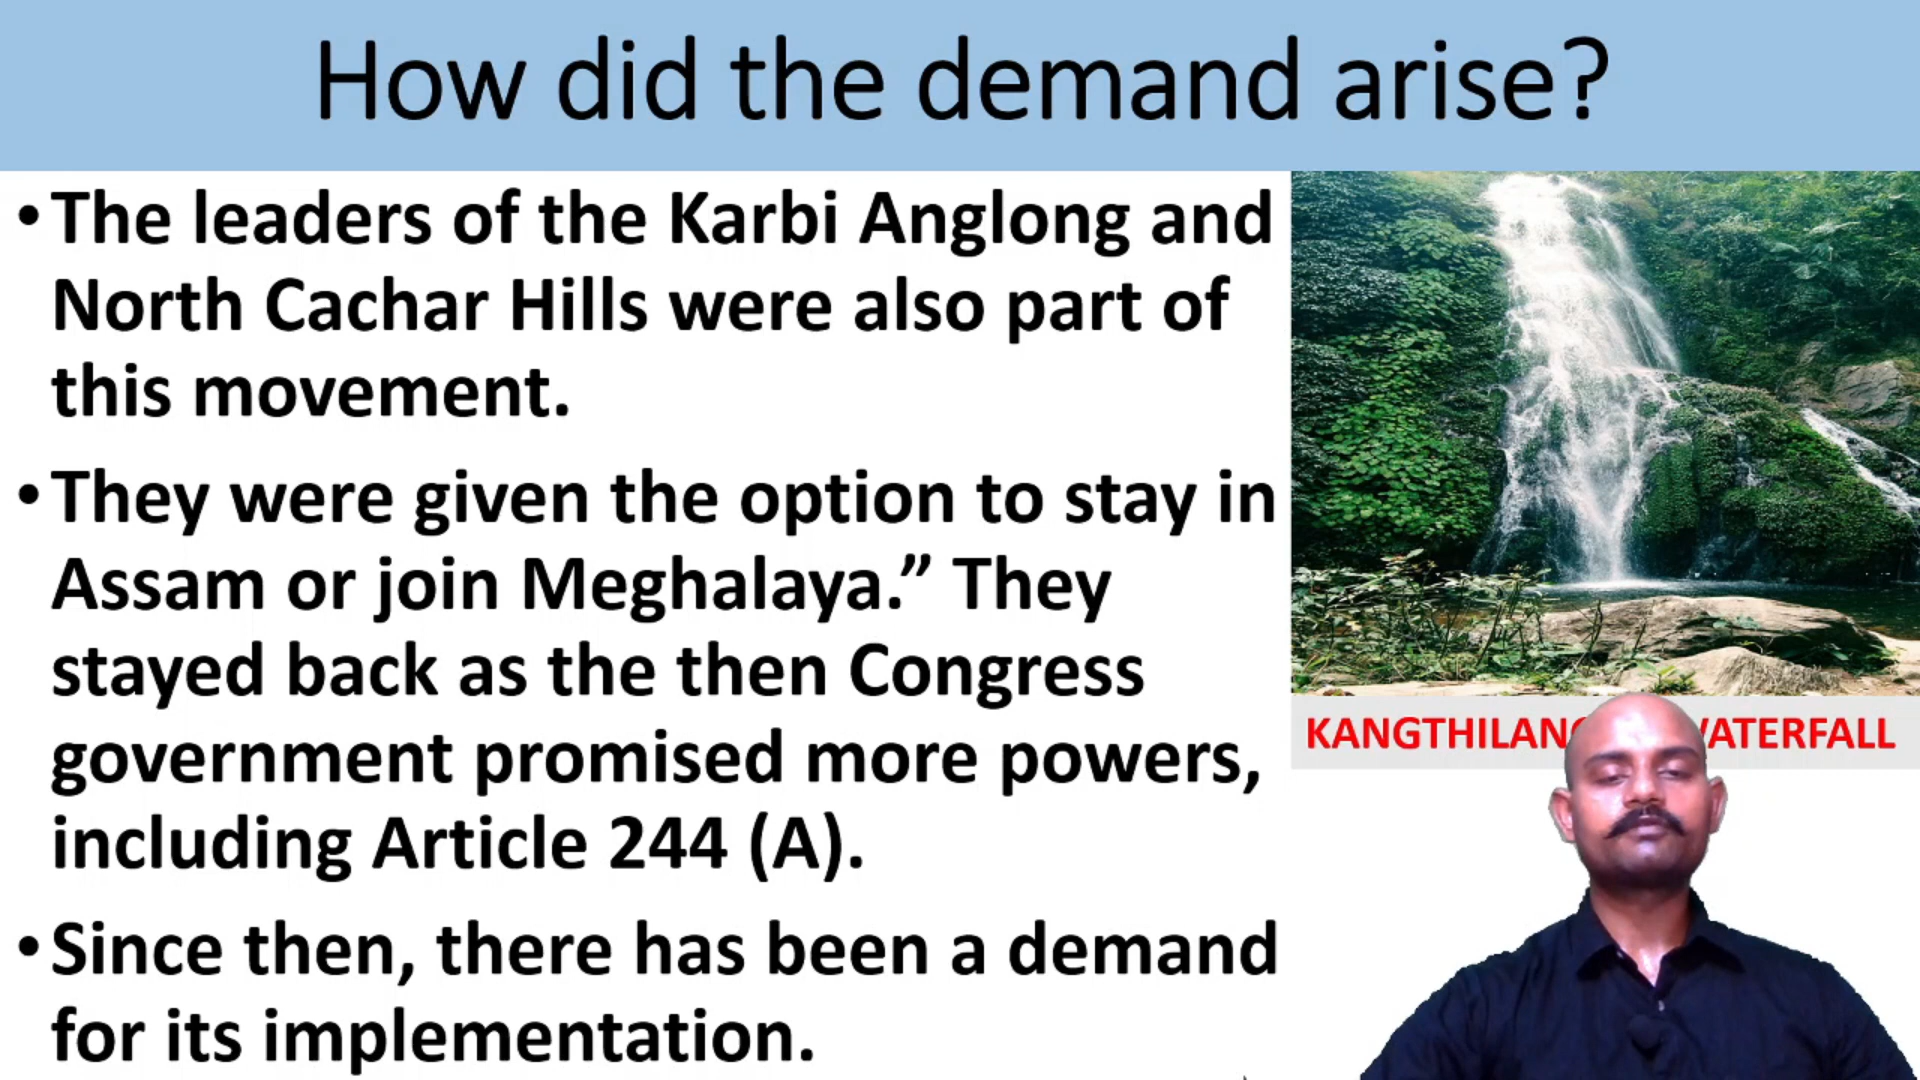 How did the demand arise?
•The leaders of the Karbi Anglong and
North Cachar Hills were also part of
this movement.
•They were given the option to stay in
Assam or join Meghalaya.” They
stayed back as the then Congress
government promised more powers,
including Article 244 (A).
•Since then, there has been a demand
for its implementation.